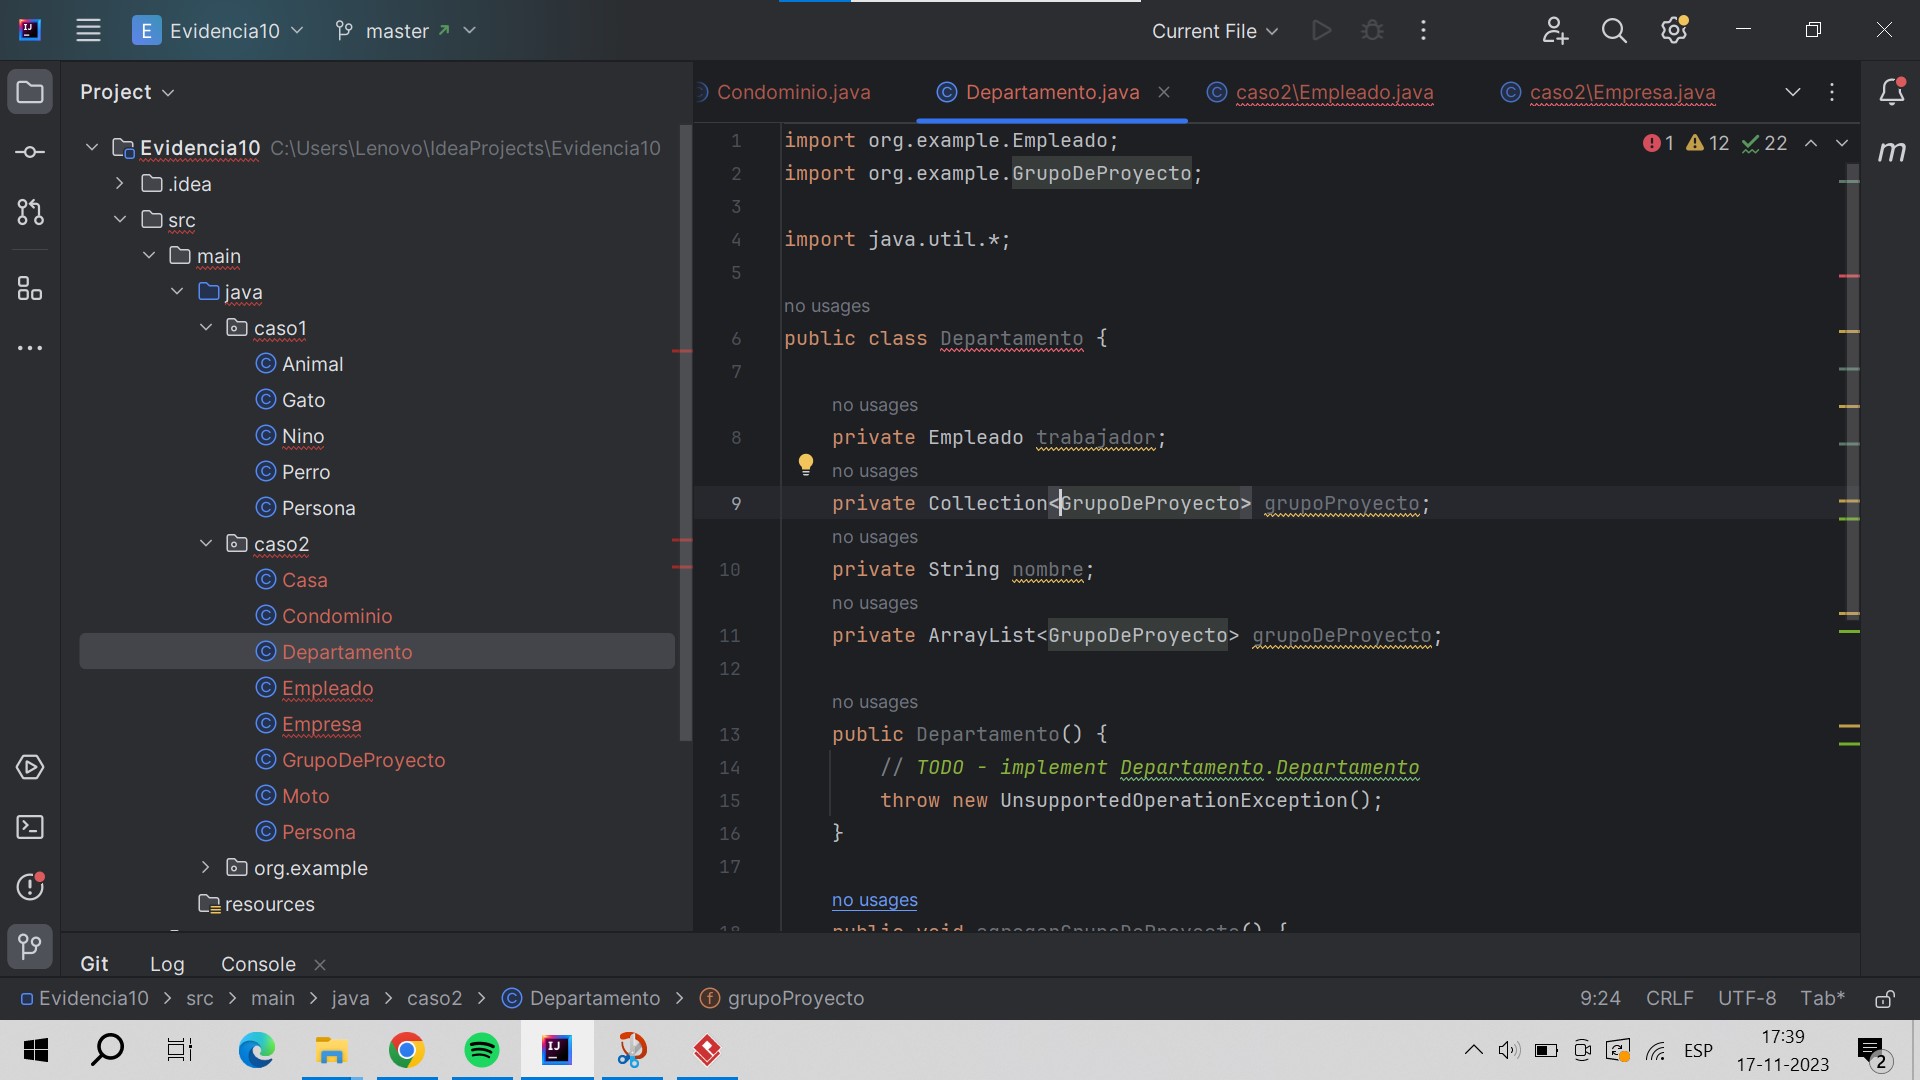 E Evidencia10 master Current File
Project
Condominio.java Departamento.java caso2\Empleado.java caso2\Empresa.java
Evidencia10 C:\Users\Lenovo\IdeaProjects\Evidencia10
.idea
src
main
java
caso1
Animal
Gato
Nino
Perro
Persona
caso2
Casa
Condominio
Departamento
Empleado
Empresa
GrupoDeProyecto
Moto
Persona
org.example
resources
1 12 22
1 import org.example.Empleado;
2 import org.example.GrupoDeProyecto;
3
4 import java.util.*;
5
no usages
6 public class Departamento {
7
no usages
8 private Empleado trabajador;
no usages
9 private Collection<GrupoDeProyecto> grupoProyecto;
no usages
10 private String nombre;
no usages
11 private ArrayList<GrupoDeProyecto> grupoDeProyecto;
12
no usages
13 public Departamento() {
14 // TODO - implement Departamento.Departamento
15 throw new UnsupportedOperationException();
16 }
17
no usages
18 public void agregarGrupoDeProyecto() {
m
Git Log Console
Evidencia10 > src > main > java > caso2 > Departamento > grupoProyecto 9:24 CRLF UTF-8 Tab*
ESP 17:39
17-11-2023 2